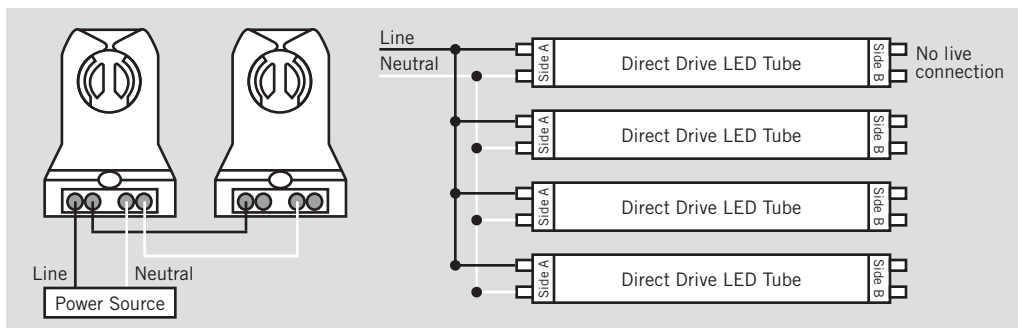 Line
Neutral
Power Source
Line
Neutral
Side A
Direct Drive LED Tube
Side B
No live
connection
Side A
Direct Drive LED Tube
Side B
Side A
Direct Drive LED Tube
Side B
Side A
Direct Drive LED Tube
Side B